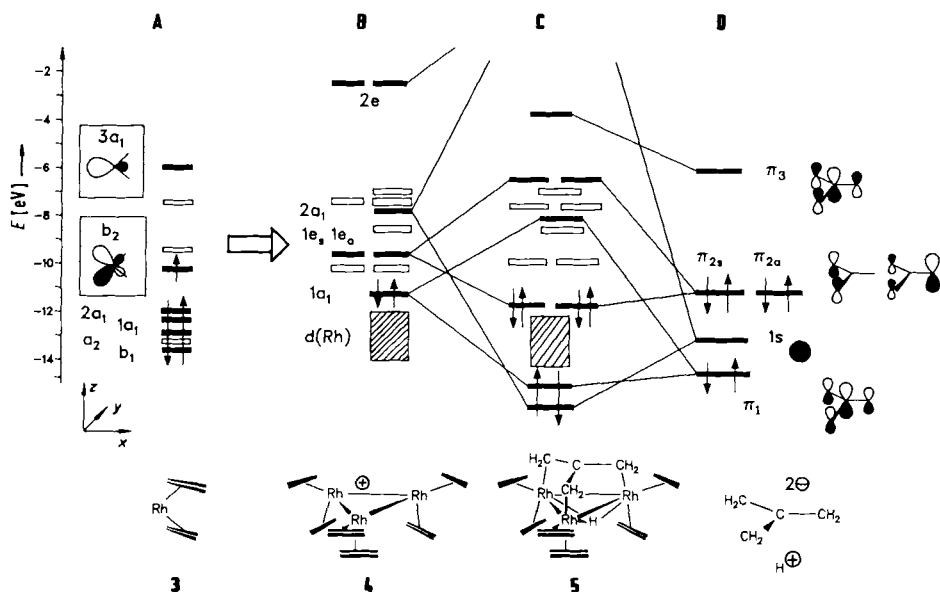 A B C D
E [eV]
-2
-4
-6
-8
-10
-12
-14
3a₁
b₂
2a₁ 1a₁
a₂ b₁
z
y
x
2e
2a₁
1eₛ 1eₐ
1a₁
d(Rh)
π₃
π₂ₛ π₂ₐ
1s
π₁
Rh
Rh ⊕ Rh
Rh
H₂C C CH₂
CH₂
Rh Rh
Rh H
2⊖
H₂C C CH₂
CH₂
H⊕
3 4 5